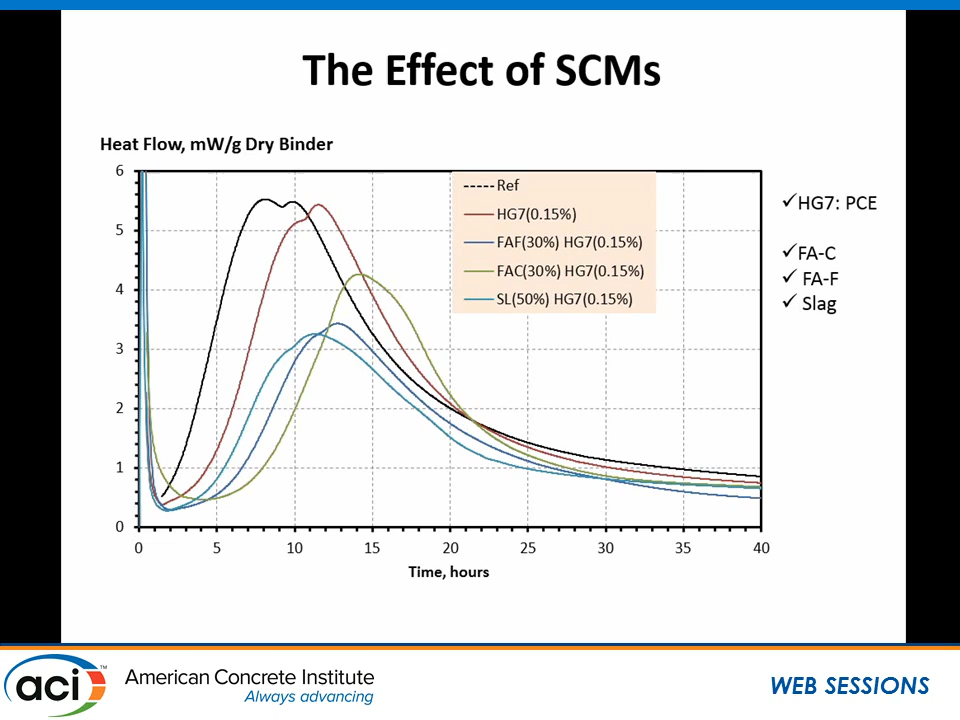 The Effect of SCMs
Heat Flow, mW/g Dry Binder
6
5
4
3
2
1
0
0 5 10 15 20 25 30 35 40
Time, hours
Ref
HG7(0.15%)
FAF(30%) HG7(0.15%)
FAC(30%) HG7(0.15%)
SL(50%) HG7(0.15%)
✓HG7: PCE
✓FA-C
✓ FA-F
✓ Slag
aci™
American Concrete Institute
Always advancing
WEB SESSIONS